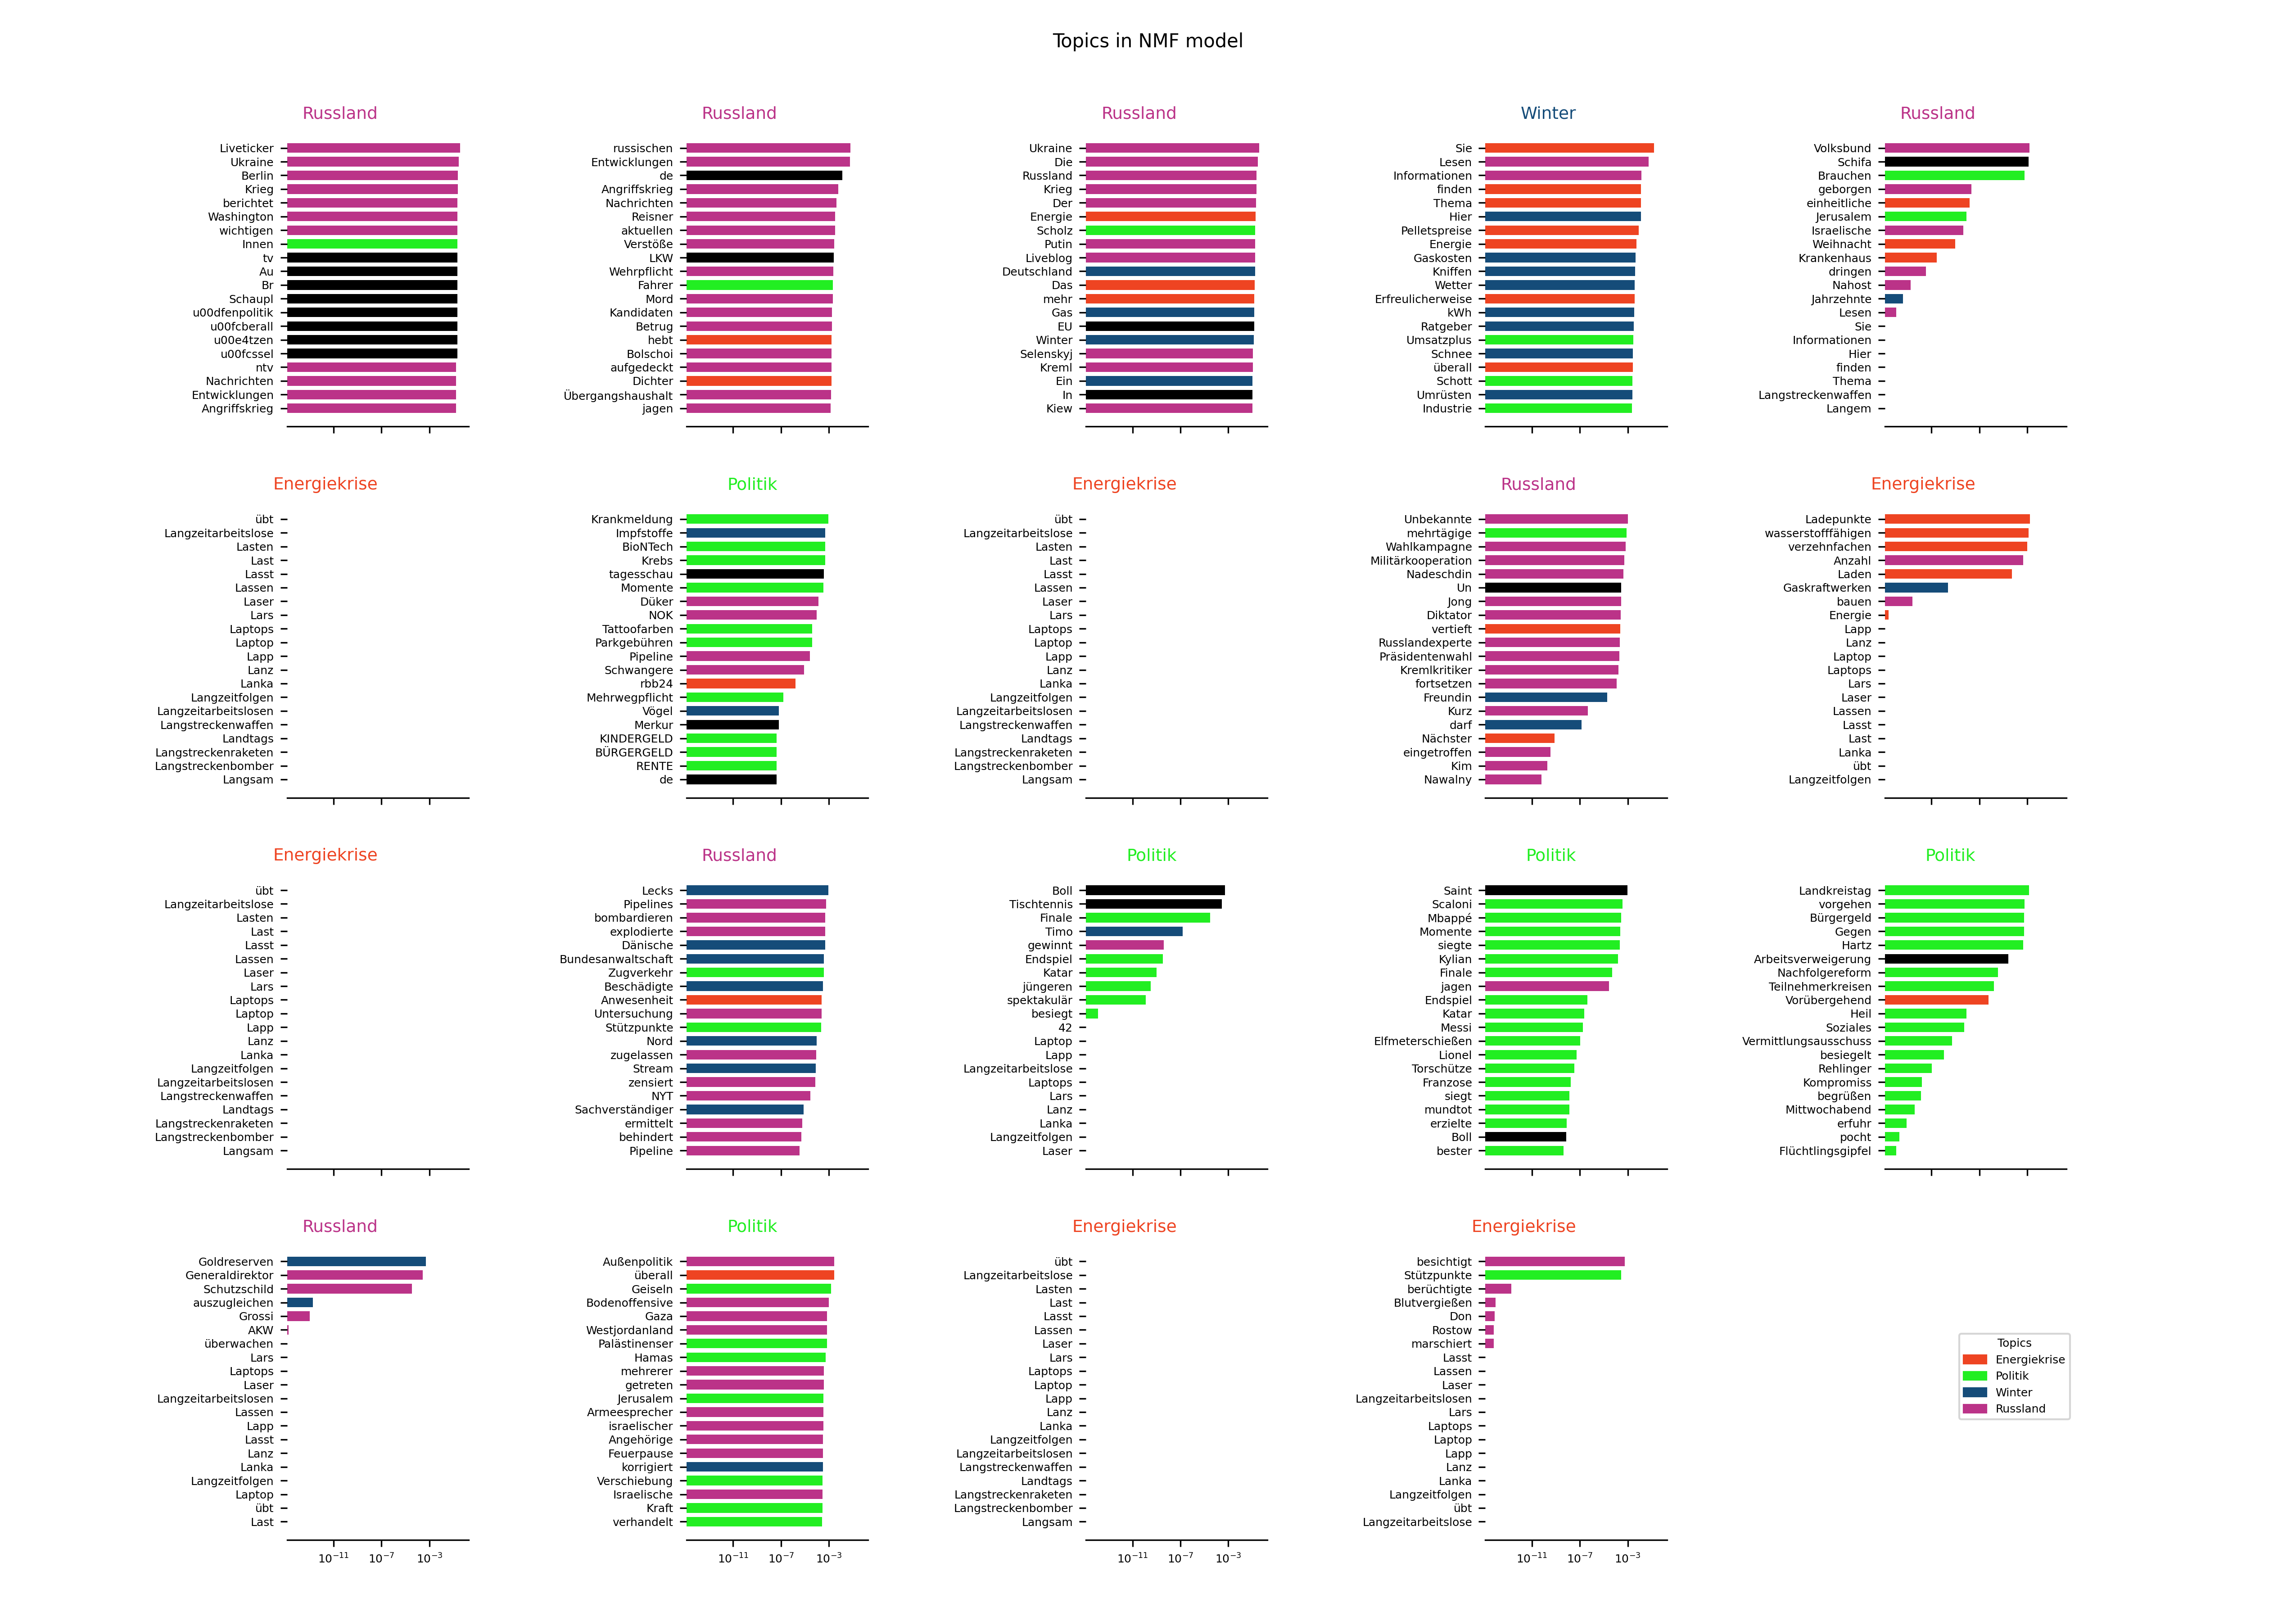 Topics in NMF model
Russland
Liveticker
Ukraine
Berlin
Krieg
berichtet
Washington
wichtigen
Innen
tv
Au
Br
Schaupl
u00dfenpolitik
u00fcberall
u00e4tzen
u00fcssel
ntv
Nachrichten
Entwicklungen
Angriffskrieg
Russland
russischen
Entwicklungen
de
Angriffskrieg
Nachrichten
Reisner
aktuellen
Verstöße
LKW
Wehrpflicht
Fahrer
Mord
Kandidaten
Betrug
hebt
Bolschoi
aufgedeckt
Dichter
Übergangshaushalt
jagen
Russland
Ukraine
Die
Russland
Krieg
Der
Energie
Scholz
Putin
Liveblog
Deutschland
Das
mehr
Gas
EU
Winter
Selenskyj
Kreml
Ein
In
Kiew
Winter
Sie
Lesen
Informationen
finden
Thema
Hier
Pelletspreise
Energie
Gaskosten
Kniffen
Wetter
Erfreulicherweise
kWh
Ratgeber
Umsatzplus
Schnee
überall
Schott
Umrüsten
Industrie
Russland
Volksbund
Schifa
Brauchen
geborgen
einheitliche
Jerusalem
Israelische
Weihnacht
Krankenhaus
dringen
Nahost
Jahrzehnte
Lesen
Sie
Informationen
Hier
finden
Thema
Langstreckenwaffen
Langem
Energiekrise
übt
Langzeitarbeitslose
Lasten
Last
Lasst
Lassen
Laser
Lars
Laptops
Laptop
Lapp
Lanz
Lanka
Langzeitfolgen
Langzeitarbeitslosen
Langstreckenwaffen
Landtags
Langstreckenraketen
Langstreckenbomber
Langsam
Politik
Krankmeldung
Impfstoffe
BioNTech
Krebs
tagesschau
Momente
Düker
NOK
Tattoofarben
Parkgebühren
Pipeline
Schwangere
rbb24
Mehrwegpflicht
Vögel
Merkur
KINDERGELD
BÜRGERGELD
RENTE
de
Energiekrise
übt
Langzeitarbeitslose
Lasten
Last
Lasst
Lassen
Laser
Lars
Laptops
Laptop
Lapp
Lanz
Lanka
Langzeitfolgen
Langzeitarbeitslosen
Langstreckenwaffen
Landtags
Langstreckenraketen
Langstreckenbomber
Langsam
Russland
Unbekannte
mehrtägige
Wahlkampagne
Militärkooperation
Nadeschdin
Un
Jong
Diktator
vertieft
Russlandexperte
Präsidentenwahl
Kremlkritiker
fortsetzen
Freundin
Kurz
darf
Nächster
eingetroffen
Kim
Nawalny
Energiekrise
Ladepunkte
wasserstofffähigen
verzehnfachen
Anzahl
Laden
Gaskraftwerken
bauen
Energie
Lapp
Lanz
Laptop
Laptops
Lars
Laser
Lassen
Lasst
Last
Lanka
übt
Langzeitfolgen
Energiekrise
übt
Langzeitarbeitslose
Lasten
Last
Lasst
Lassen
Laser
Lars
Laptops
Laptop
Lapp
Lanz
Lanka
Langzeitfolgen
Langzeitarbeitslosen
Langstreckenwaffen
Landtags
Langstreckenraketen
Langstreckenbomber
Langsam
Russland
Lecks
Pipelines
bombardieren
explodierte
Dänische
Bundesanwaltschaft
Zugverkehr
Beschädigte
Anwesenheit
Untersuchung
Stützpunkte
Nord
zugelassen
Stream
zensiert
NYT
Sachverständiger
ermittelt
behindert
Pipeline
Politik
Boll
Tischtennis
Finale
Timo
gewinnt
Endspiel
Katar
jüngeren
spektakulär
besiegt
42
Laptop
Lapp
Langzeitarbeitslose
Laptops
Lars
Lanz
Lanka
Langzeitfolgen
Laser
Politik
Saint
Scaloni
Mbappé
Momente
siegte
Kylian
Finale
jagen
Endspiel
Katar
Messi
Elfmeterschießen
Lionel
Torschütze
Franzose
siegt
mundtot
erzielte
Boll
bester
Politik
Landkreistag
vorgehen
Bürgergeld
Gegen
Hartz
Arbeitsverweigerung
Nachfolgereform
Teilnehmerkreisen
Vorübergehend
Heil
Soziales
Vermittlungsausschuss
besiegelt
Rehlinger
Kompromiss
begrüßen
Mittwochabend
erfuhr
pocht
Flüchtlingsgipfel
Russland
Goldreserven
Generaldirektor
Schutzschild
auszugleichen
Grossi
AKW
überwachen
Lars
Laptops
Laser
Langzeitarbeitslosen
Lassen
Lapp
Lasst
Lanz
Lanka
Langzeitfolgen
Laptop
übt
Last
10⁻¹¹ 10⁻⁷ 10⁻³
Politik
Außenpolitik
überall
Geiseln
Bodenoffensive
Gaza
Westjordanland
Palästinenser
Hamas
mehrerer
getreten
Jerusalem
Armeesprecher
israelischer
Angehörige
Feuerpause
korrigiert
Verschiebung
Israelische
Kraft
verhandelt
10⁻¹¹ 10⁻⁷ 10⁻³
Energiekrise
übt
Langzeitarbeitslose
Lasten
Last
Lasst
Lassen
Laser
Lars
Laptops
Laptop
Lapp
Lanz
Lanka
Langzeitfolgen
Langzeitarbeitslosen
Langstreckenwaffen
Landtags
Langstreckenraketen
Langstreckenbomber
Langsam
10⁻¹¹ 10⁻⁷ 10⁻³
Energiekrise
besichtigt
Stützpunkte
berüchtigte
Blutvergießen
Don
Rostow
marschiert
Lasst
Lassen
Laser
Langzeitarbeitslosen
Lars
Laptops
Laptop
Lapp
Lanz
Lanka
Langzeitfolgen
übt
Langzeitarbeitslose
10⁻¹¹ 10⁻⁷ 10⁻³
Topics
Energiekrise
Politik
Winter
Russland